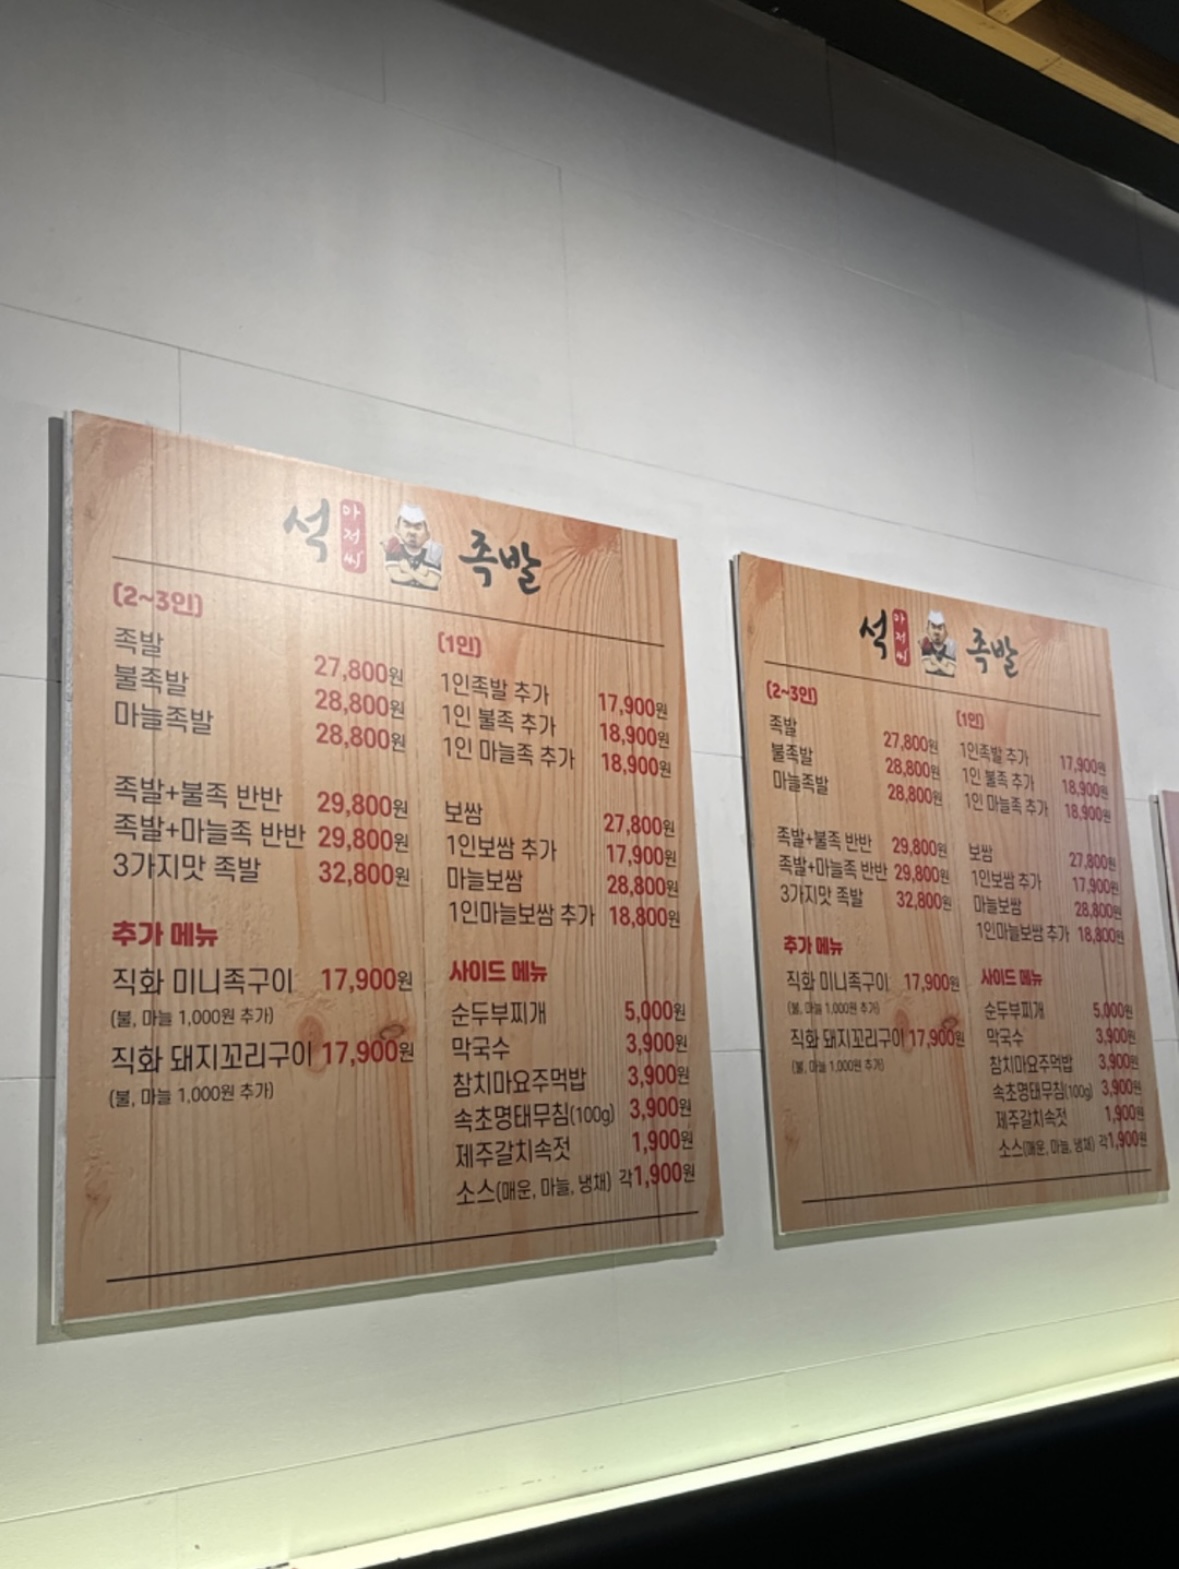 석 아저씨 족발
(2~3인)
족발 27,800원
불족발 28,800원
마늘족발 28,800원
족발+불족 반반 29,800원
족발+마늘족 반반 29,800원
3가지맛 족발 32,800원
추가 메뉴
직화 미니족구이 17,900원
(불, 마늘 1,000원 추가)
직화 돼지꼬리구이 17,900원
(불, 마늘 1,000원 추가)
(1인)
1인족발 추가 17,900원
1인 불족 추가 18,900원
1인 마늘족 추가 18,900원
보쌈 27,800원
1인보쌈 추가 17,900원
마늘보쌈 28,800원
1인마늘보쌈 추가 18,800원
사이드 메뉴
순두부찌개 5,000원
막국수 3,900원
참치마요주먹밥 3,900원
속초명태무침(100g) 3,900원
제주갈치속젓 1,900원
소스(매운, 마늘, 냉채) 각1,900원
석 아저씨 족발
(2~3인)
족발 27,800원
불족발 28,800원
마늘족발 28,800원
족발+불족 반반 29,800원
족발+마늘족 반반 29,800원
3가지맛 족발 32,800원
추가 메뉴
직화 미니족구이 17,900원
(불, 마늘 1,000원 추가)
직화 돼지꼬리구이 17,900원
(불, 마늘 1,000원 추가)
(1인)
1인족발 추가 17,900원
1인 불족 추가 18,900원
1인 마늘족 추가 18,900원
보쌈 27,800원
1인보쌈 추가 17,900원
마늘보쌈 28,800원
1인마늘보쌈 추가 18,800원
사이드 메뉴
순두부찌개 5,000원
막국수 3,900원
참치마요주먹밥 3,900원
속초명태무침(100g) 3,900원
제주갈치속젓 1,900원
소스(매운, 마늘, 냉채) 각1,900원